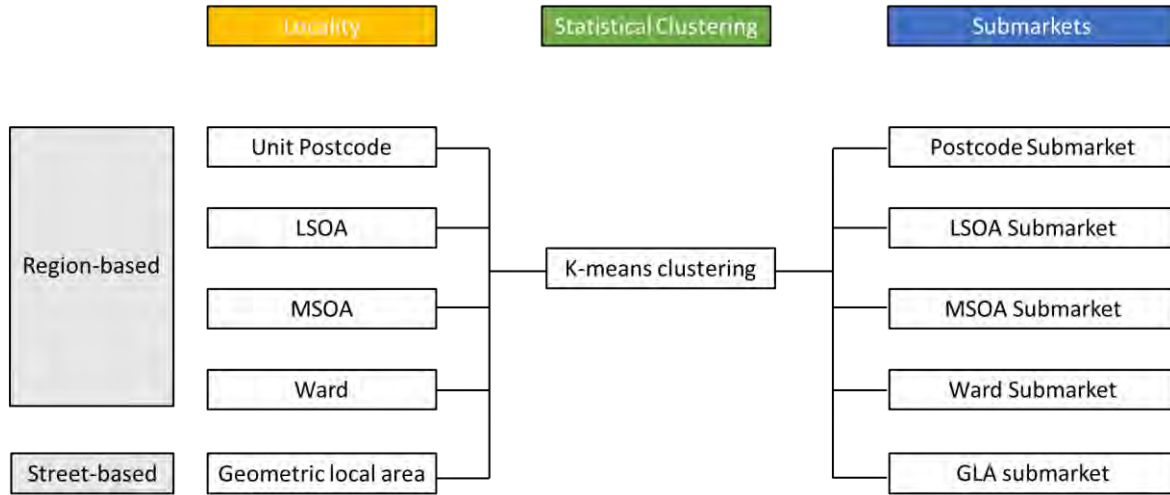 Locality
Statistical Clustering
Submarkets
Unit Postcode
Postcode Submarket
LSOA
LSOA Submarket
Region-based
K-means clustering
MSOA
MSOA Submarket
Ward
Ward Submarket
Street-based
Geometric local area
GLA submarket